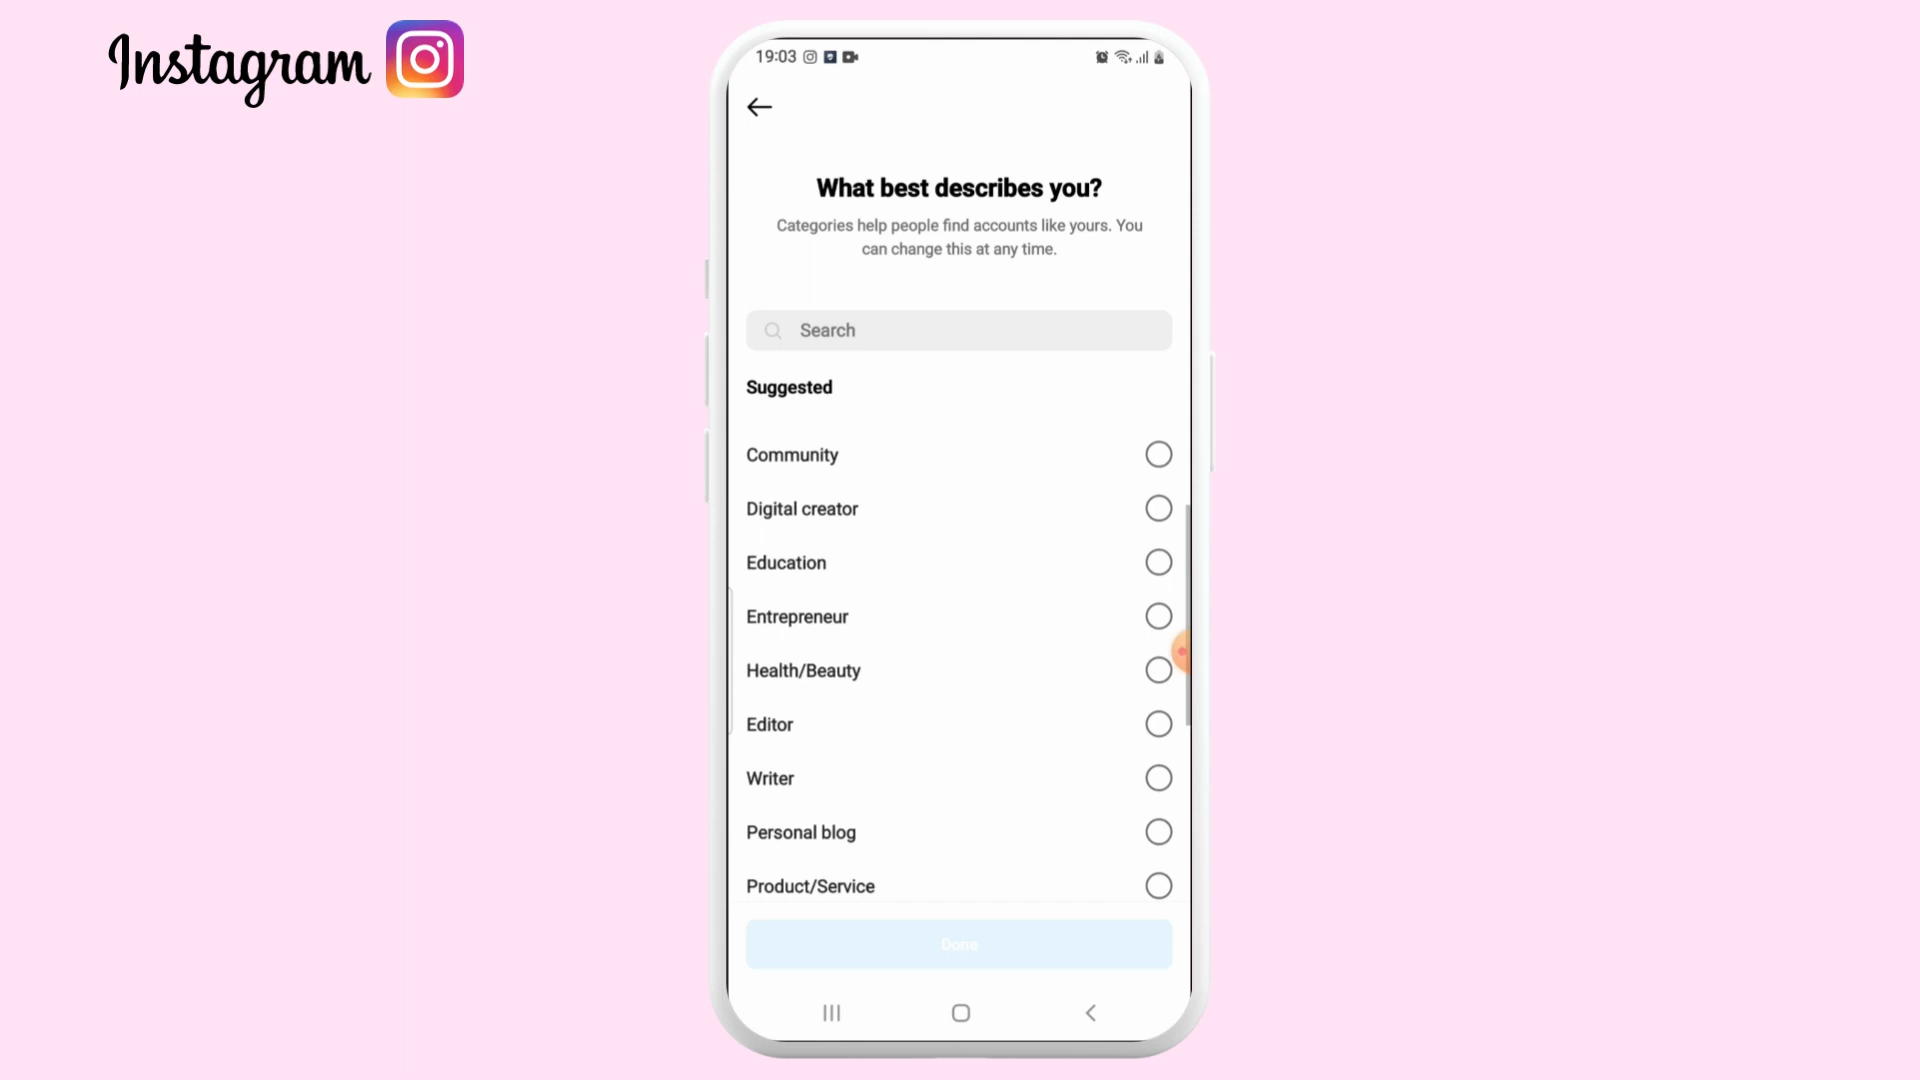 Instagram
19:03
What best describes you?
Categories help people find accounts like yours. You
can change this at any time.
Search
Suggested
Community
Digital creator
Education
Entrepreneur
Health/Beauty
Editor
Writer
Personal blog
Product/Service
Done